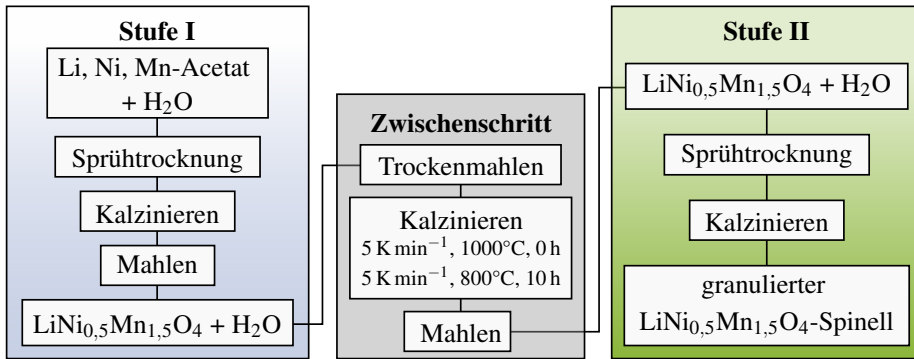 Stufe I
Li, Ni, Mn-Acetat
+ H₂O
Sprühtrocknung
Kalzinieren
Mahlen
LiNi₀,₅Mn₁,₅O₄ + H₂O
Zwischenschritt
Trockenmahlen
Kalzinieren
5 K min⁻¹, 1000°C, 0 h
5 K min⁻¹, 800°C, 10 h
Mahlen
Stufe II
LiNi₀,₅Mn₁,₅O₄ + H₂O
Sprühtrocknung
Kalzinieren
granulierter
LiNi₀,₅Mn₁,₅O₄-Spinell